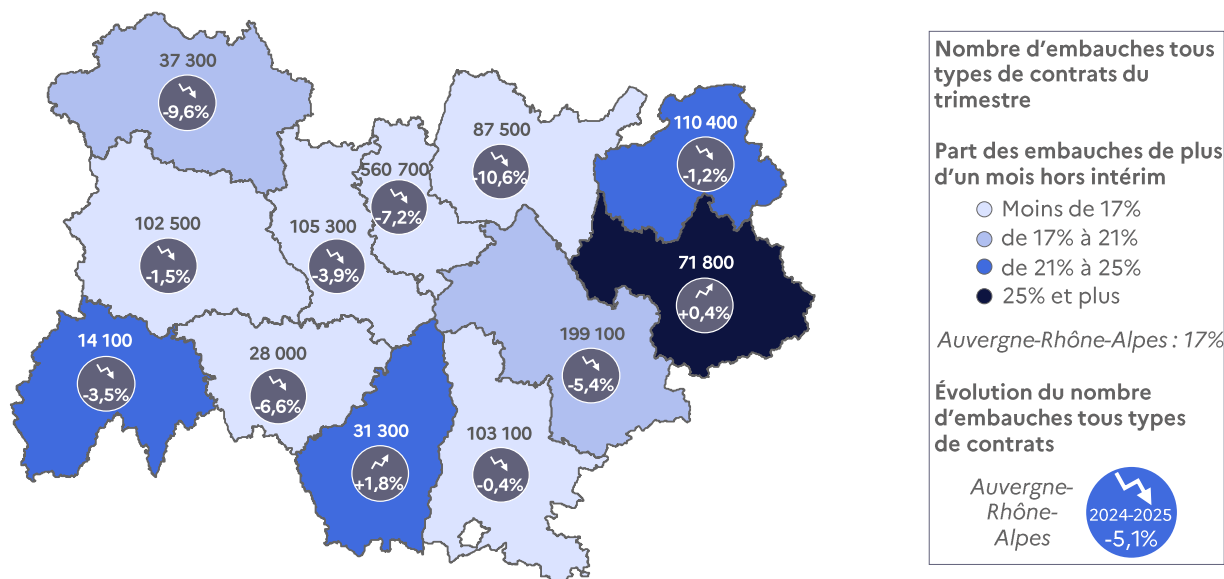 37 300
-9,6%
87 500
-10,6%
110 400
-1,2%
560 700
-7,2%
102 500
-1,5%
105 300
-3,9%
71 800
+0,4%
14 100
-3,5%
28 000
-6,6%
199 100
-5,4%
31 300
+1,8%
103 100
-0,4%
Nombre d'embauches tous
types de contrats du
trimestre
Part des embauches de plus
d'un mois hors intérim
Moins de 17%
de 17% à 21%
de 21% à 25%
25% et plus
Auvergne-Rhône-Alpes : 17%
Évolution du nombre
d'embauches tous types
de contrats
Auvergne-
Rhône-
Alpes
2024-2025
-5,1%